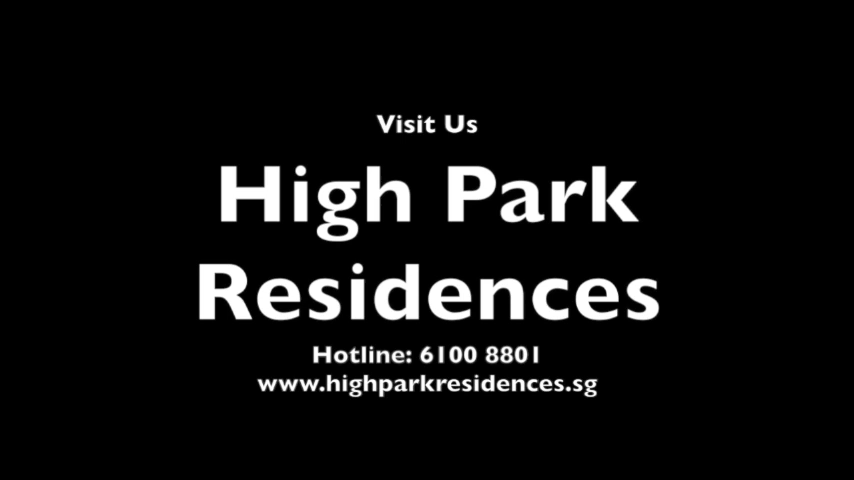 Visit Us
High Park
Residences
Hotline: 6100 8801
www.highparkresidences.sg